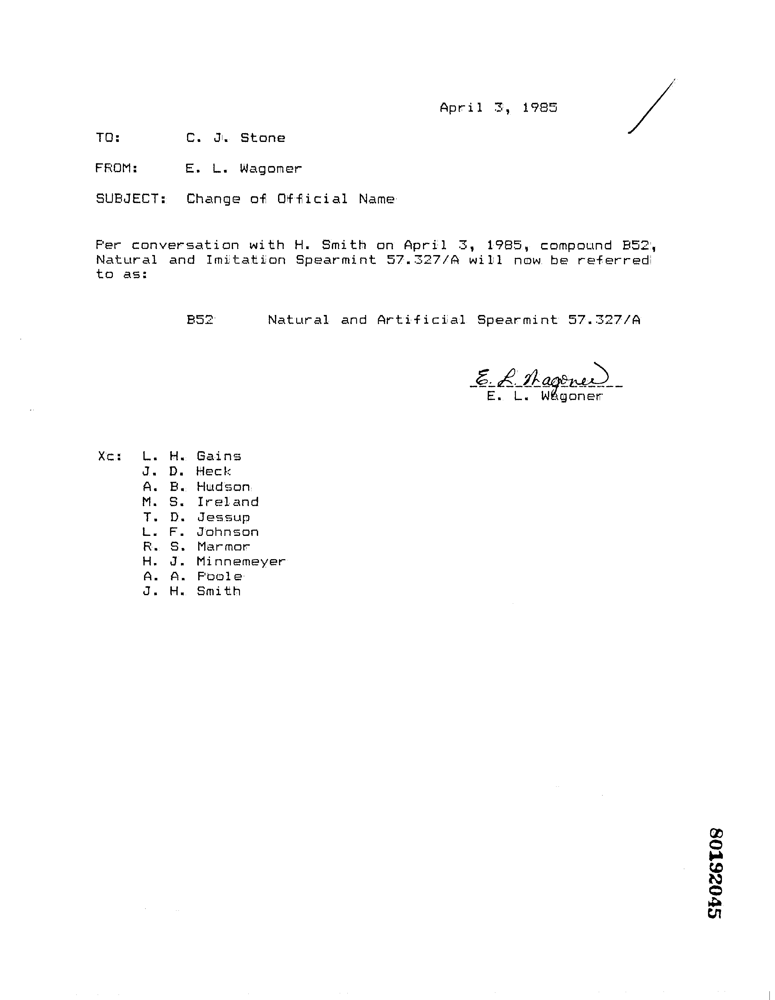 April 3, 1985
TO: C. J. Stone
FROM: E. L. Wagoner
SUBJECT: Change of Official Name
Per conversation with H. Smith on April 3, 1985, compound B52,
Natural and Imitation Spearmint 57.327/A will now be referred
to as:
B52 Natural and Artificial Spearmint 57.327/A
E. L. Wagoner
E. L. Wagoner
Xc: L. H. Gains
J. D. Heck
A. B. Hudson
M. S. Ireland
T. D. Jessup
L. F. Johnson
R. S. Marmor
H. J. Minnemeyer
A. A. Poole
J. H. Smith
80192045